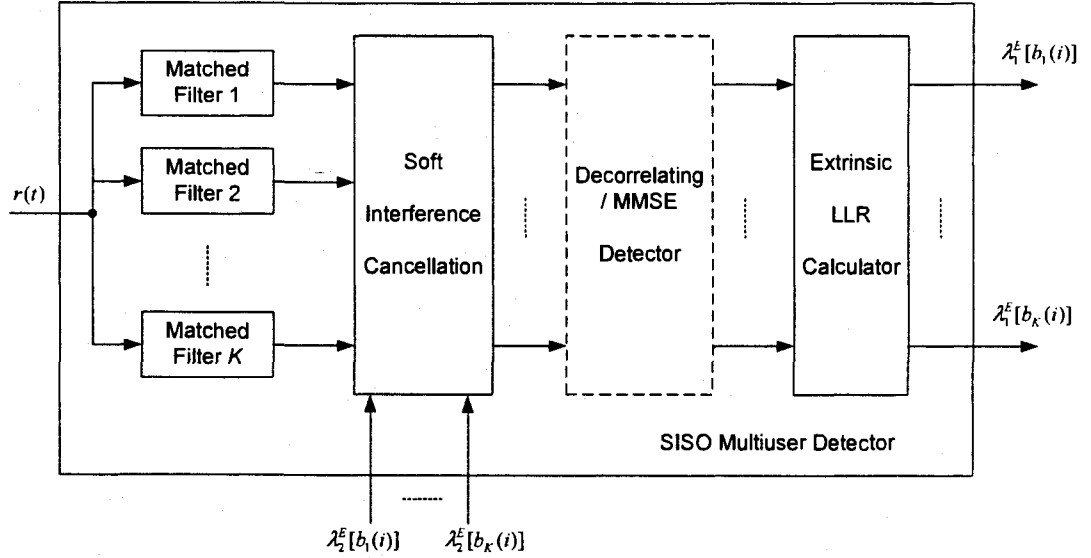 Matched
Filter 1
Matched
Filter 2
Matched
Filter K
r(t)
Soft
Interference
Cancellation
Decorrelating
/ MMSE
Detector
Extrinsic
LLR
Calculator
λ₁ᴱ[b₁(i)]
λ₁ᴱ[b_K(i)]
SISO Multiuser Detector
λ₂ᴱ[b₁(i)] λ₂ᴱ[b_K(i)]